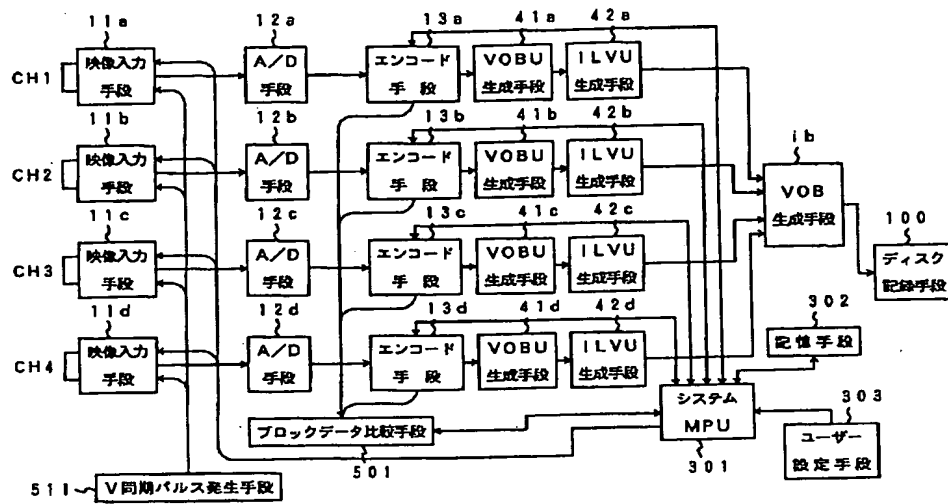 11a
12a
13a
41a
42a
CH1
映像入力
手段
A/D
手段
エンコード
手段
VOBU
生成手段
ILVU
生成手段
11b
12b
13b
41b
42b
CH2
映像入力
手段
A/D
手段
エンコード
手段
VOBU
生成手段
ILVU
生成手段
1b
VOB
生成手段
11c
12c
13c
41c
42c
CH3
映像入力
手段
A/D
手段
エンコード
手段
VOBU
生成手段
ILVU
生成手段
100
ディスク
記録手段
11d
12d
13d
41d
42d
CH4
映像入力
手段
A/D
手段
エンコード
手段
VOBU
生成手段
ILVU
生成手段
302
記憶手段
ブロックデータ比較手段
501
システム
MPU
301
303
ユーザー
設定手段
511
V同期パルス発生手段